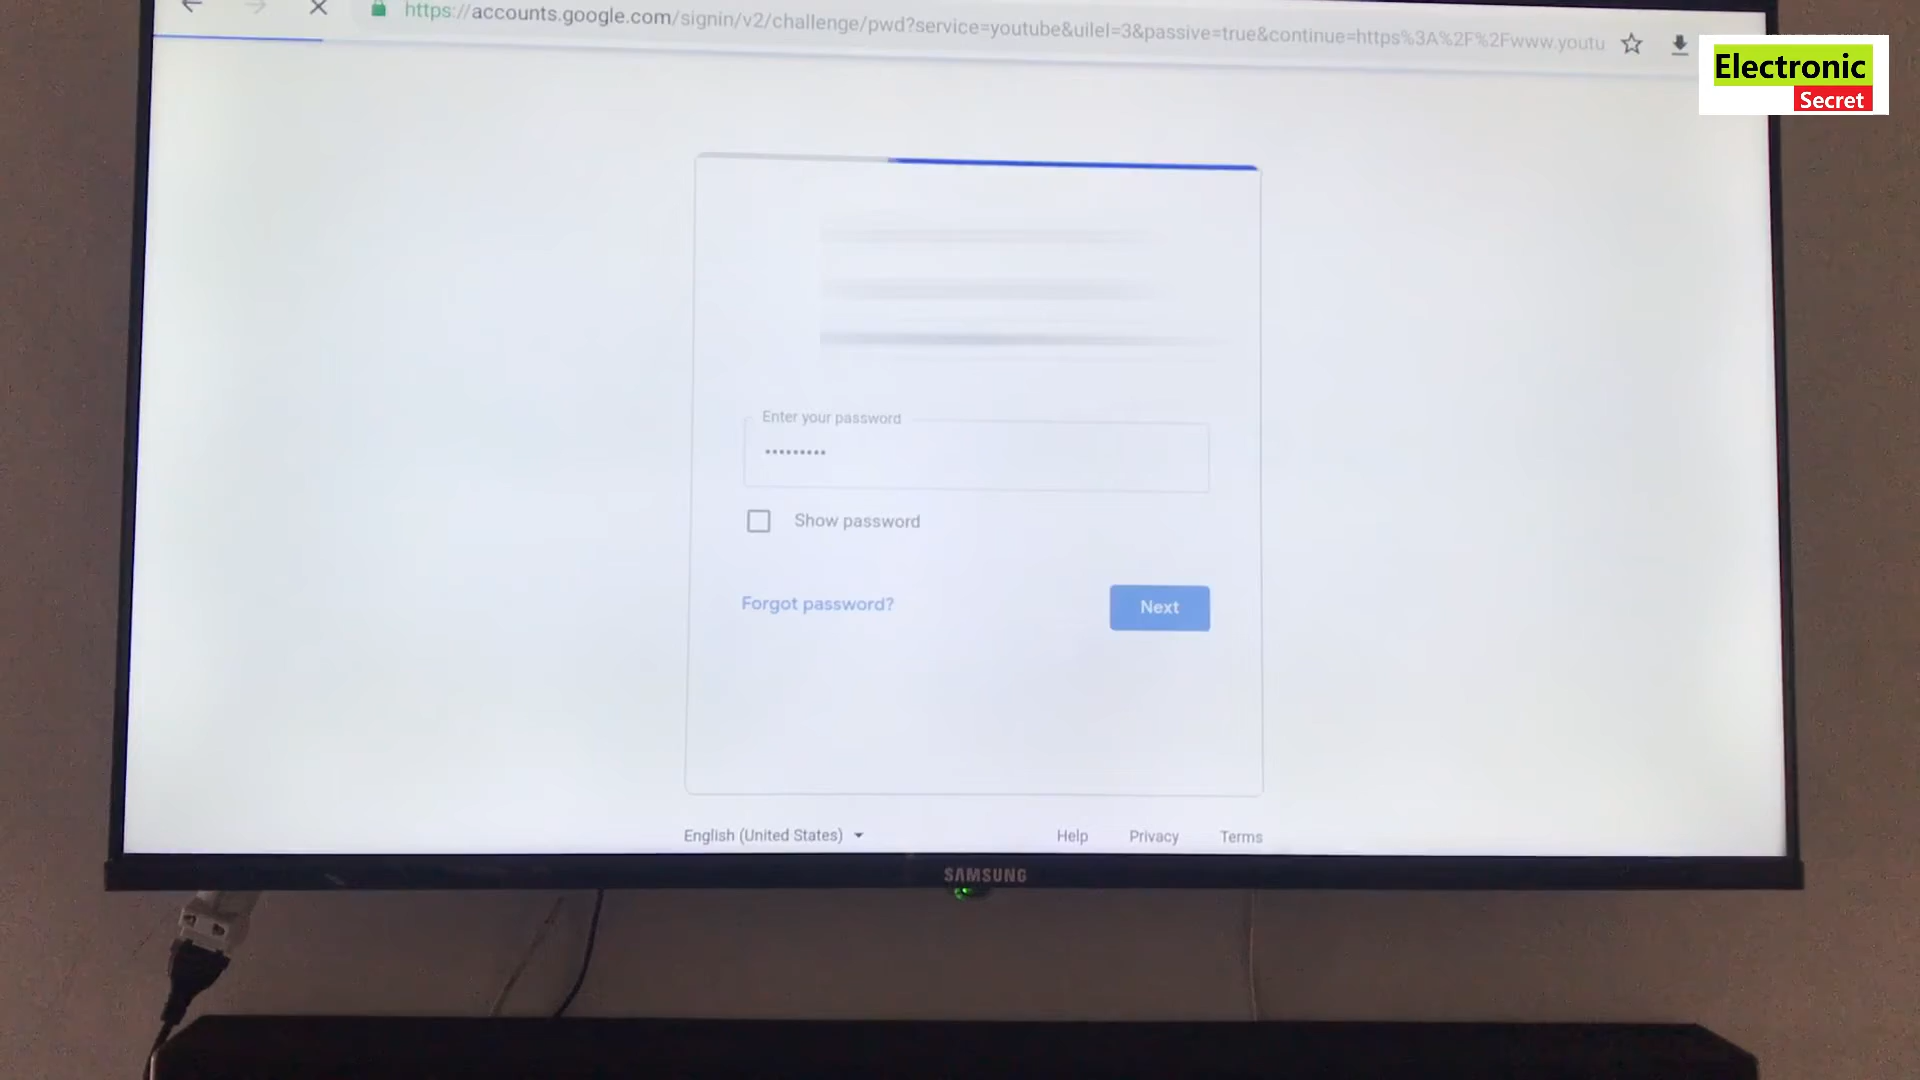 https://accounts.google.com/signin/v2/challenge/pwd?service=youtube&uilel=3&passive=true&continue=https%3A%2F%2Fwww.youtu
Electronic
Secret
Enter your password
•••••••••
Show password
Forgot password?
Next
English (United States)
Help
Privacy
Terms
SAMSUNG